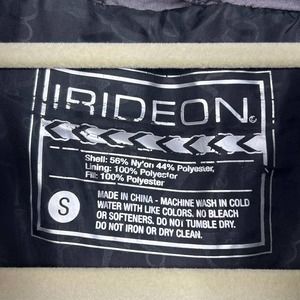 IRIDEON
Shell: 56% Nylon 44% Polyester,
Lining: 100% Polyester
Fill: 100% Polyester
S
MADE IN CHINA - MACHINE WASH IN COLD
WATER WITH LIKE COLORS. NO BLEACH
OR SOFTENERS. DO NOT TUMBLE DRY.
DO NOT IRON OR DRY CLEAN.